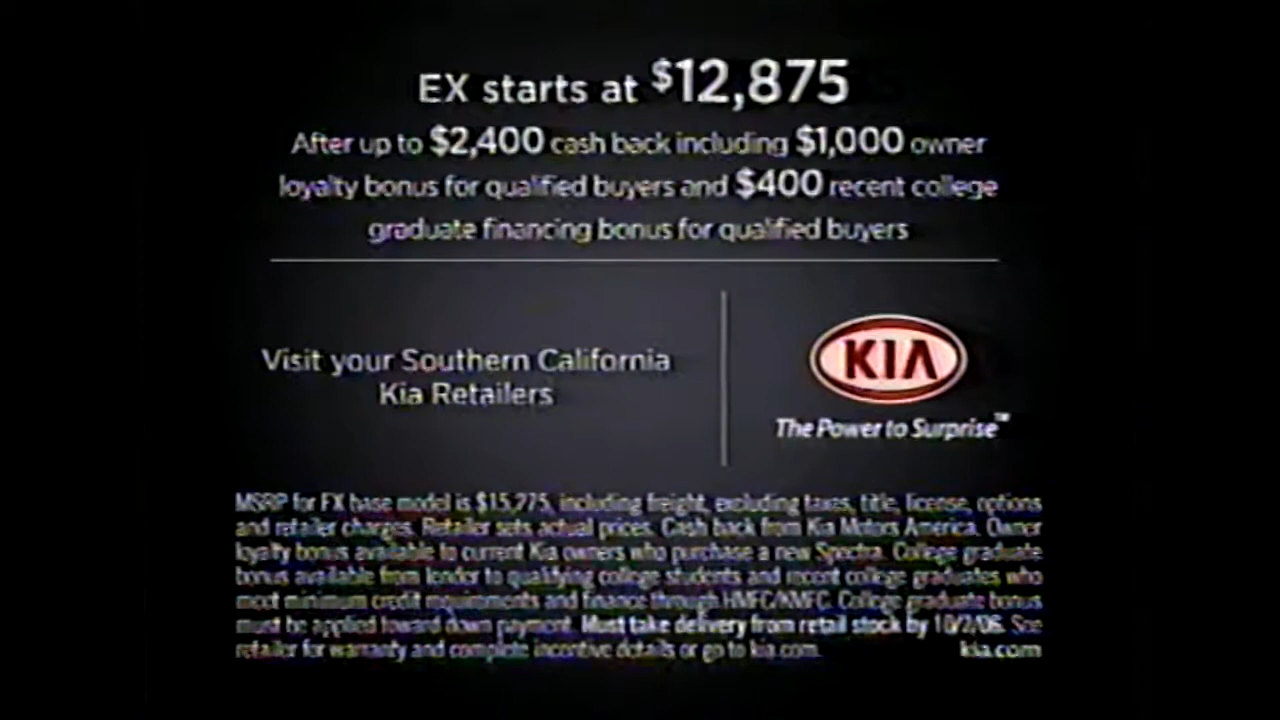 EX starts at $12,875
After up to $2,400 cash back including $1,000 owner
loyalty bonus for qualified buyers and $400 recent college
graduate financing bonus for qualified buyers
Visit your Southern California
Kia Retailers
KIA
The Power to Surprise™
MSRP for EX base model is $15,275, including freight, excluding taxes, title, license, options
and retailer charges. Retailer sets actual prices. Cash back from Kia Motors America. Owner
loyalty bonus available to current Kia owners who purchase a new Spectra. College graduate
bonus available from lender to qualifying college students and recent college graduates who
meet minimum credit requirements and finance through HMFC/KMFC. College graduate bonus
must be applied toward down payment. Must take delivery from retail stock by 10/2/06. See
retailer for warranty and complete incentive details or go to kia.com.
kia.com